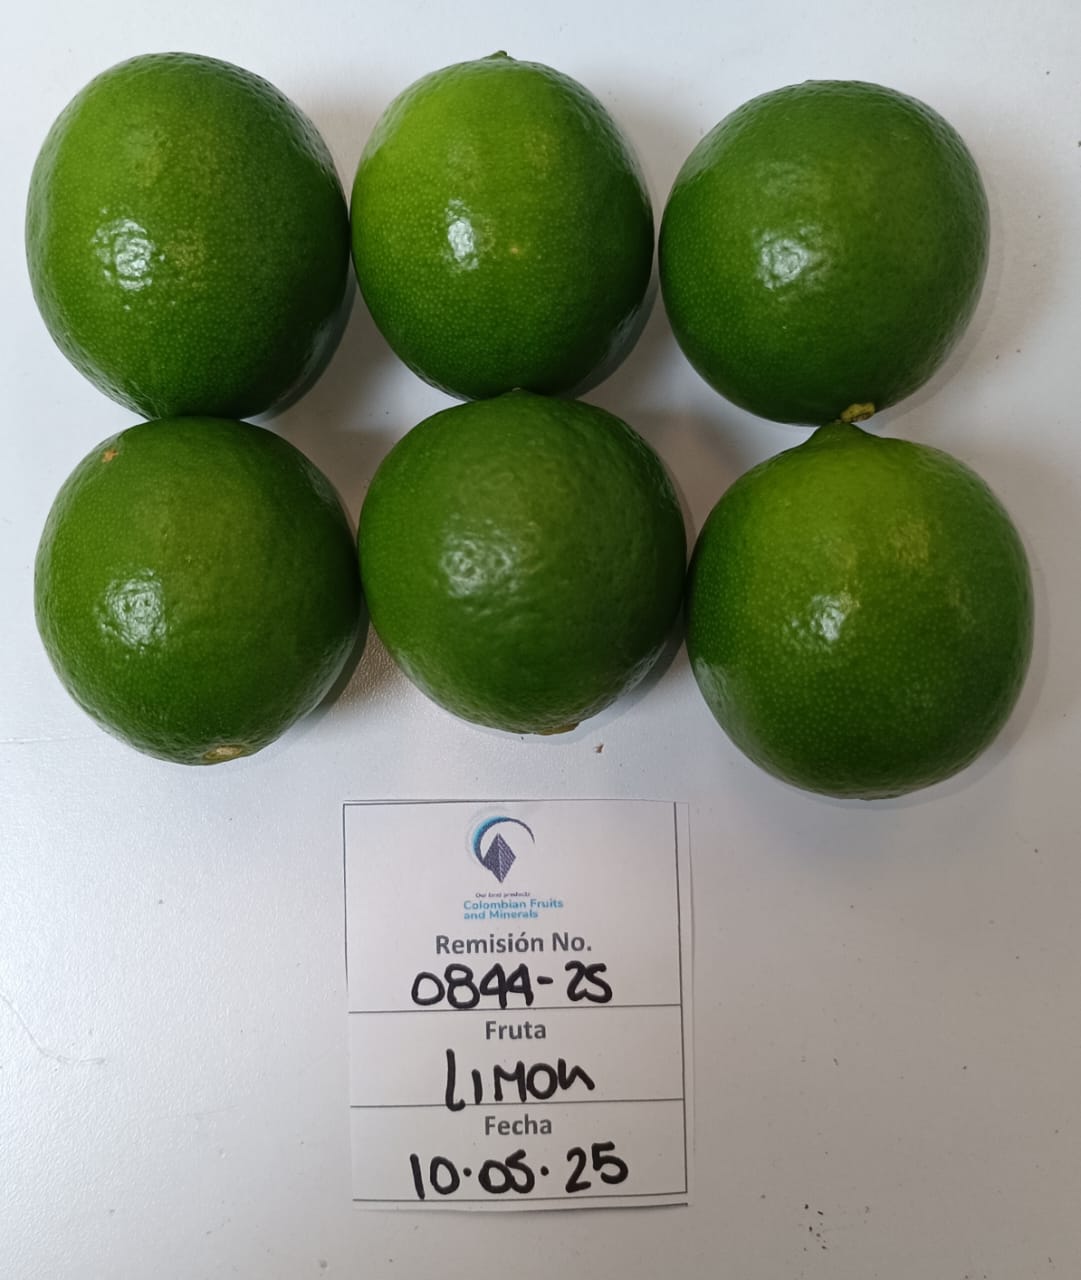 Our best products
Colombian Fruits
and Minerals
Remisión No.
0844-25
Fruta
LIMON
Fecha
10.05.25